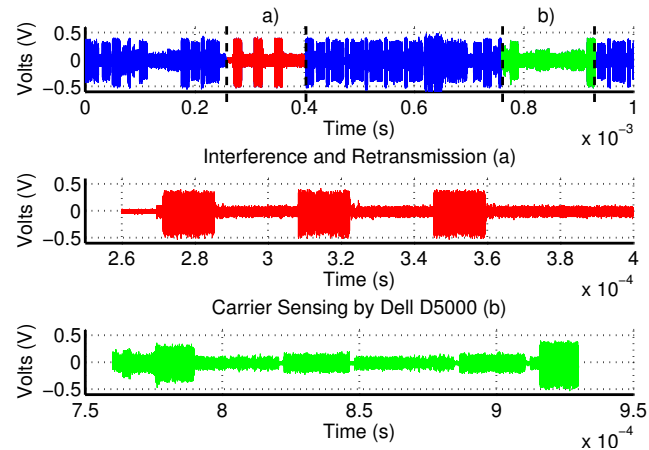 a) b)
Volts (V)
0.5
0
−0.5
0 0.2 0.4 0.6 0.8 1
Time (s)
x 10⁻³
Interference and Retransmission (a)
Volts (V)
0.5
0
−0.5
2.6 2.8 3 3.2 3.4 3.6 3.8 4
Time (s)
x 10⁻⁴
Carrier Sensing by Dell D5000 (b)
Volts (V)
0.5
0
−0.5
7.5 8 8.5 9 9.5
Time (s)
x 10⁻⁴